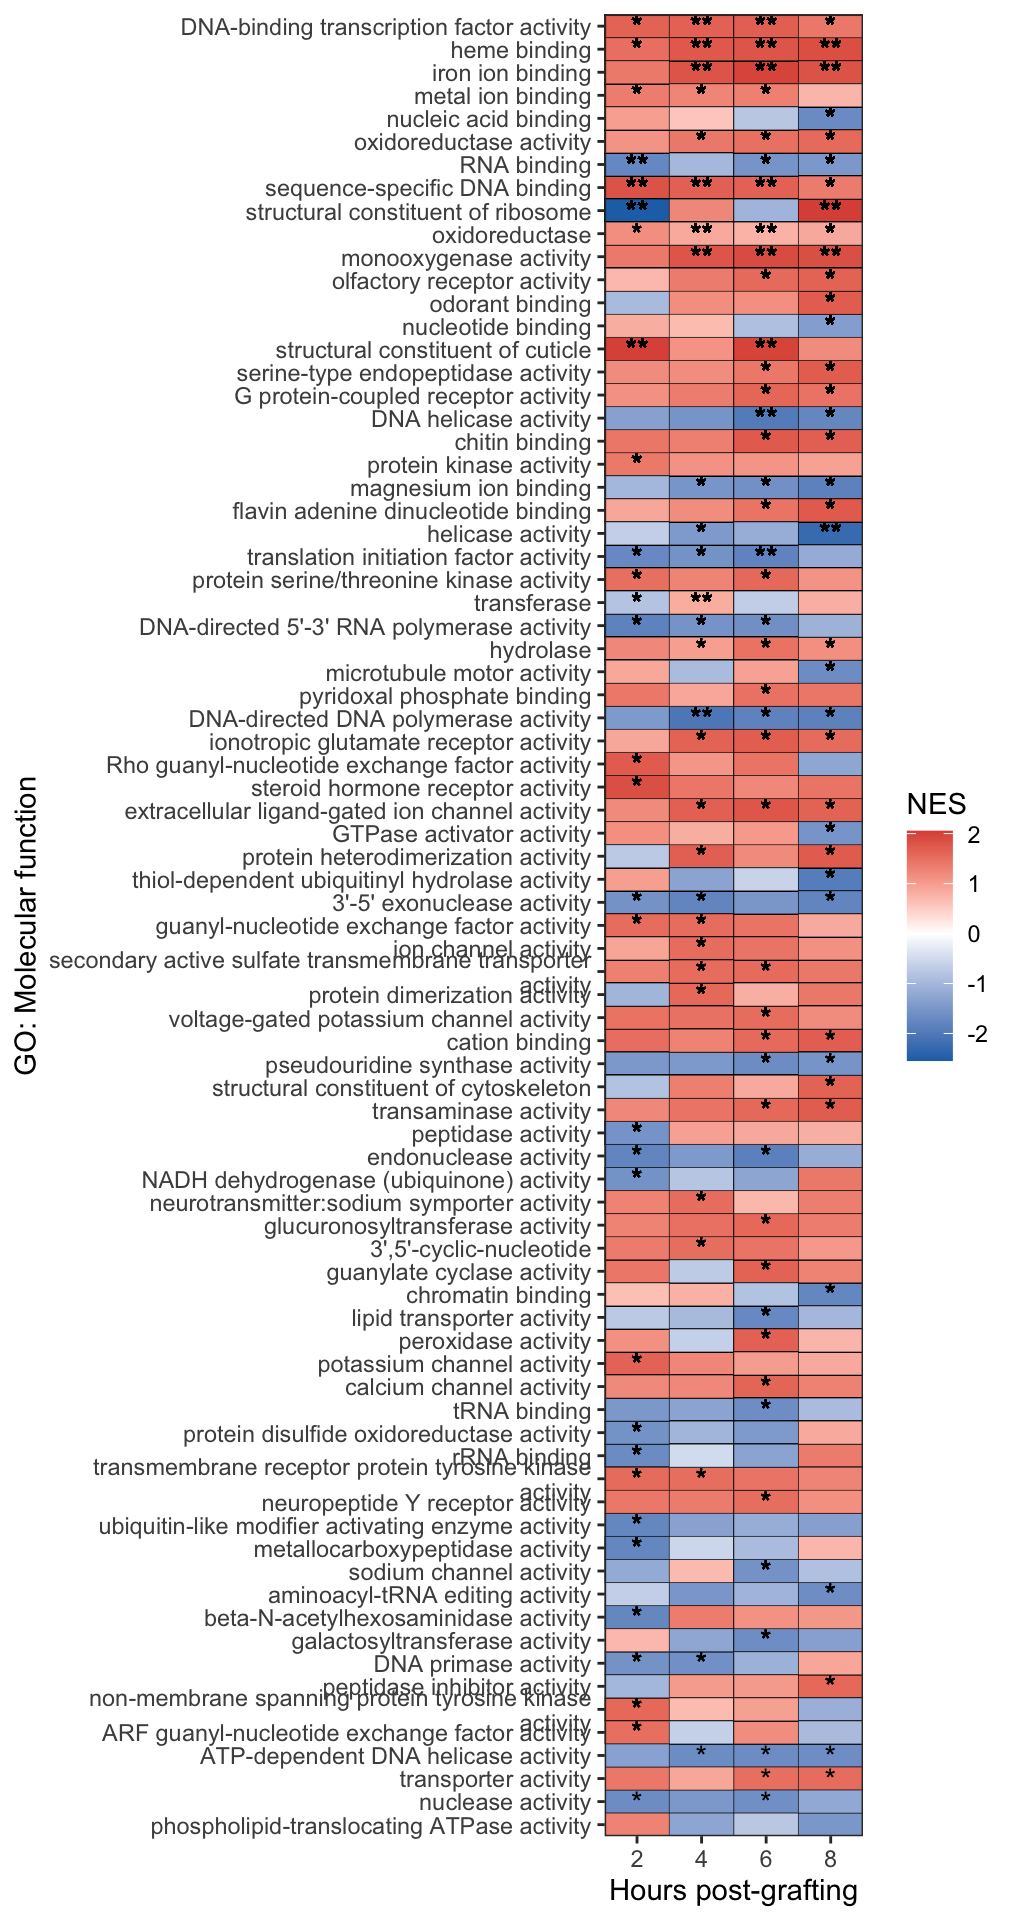 DNA-binding transcription factor activity
* ** ** *
heme binding
* ** ** **
iron ion binding
** ** **
metal ion binding
* * *
nucleic acid binding
*
oxidoreductase activity
* * *
RNA binding
** * *
sequence-specific DNA binding
** ** ** *
structural constituent of ribosome
** **
oxidoreductase
* ** ** *
monooxygenase activity
** ** **
olfactory receptor activity
* *
odorant binding
*
nucleotide binding
*
structural constituent of cuticle
** **
serine-type endopeptidase activity
* *
G protein-coupled receptor activity
* *
DNA helicase activity
** *
chitin binding
* *
protein kinase activity
*
magnesium ion binding
* * *
flavin adenine dinucleotide binding
* *
helicase activity
* **
translation initiation factor activity
* * **
protein serine/threonine kinase activity
* *
transferase
* **
DNA-directed 5'-3' RNA polymerase activity
* * *
hydrolase
* * *
microtubule motor activity
*
pyridoxal phosphate binding
*
DNA-directed DNA polymerase activity
** * *
ionotropic glutamate receptor activity
* * *
Rho guanyl-nucleotide exchange factor activity
*
steroid hormone receptor activity
*
extracellular ligand-gated ion channel activity
* * *
GTPase activator activity
*
protein heterodimerization activity
* *
thiol-dependent ubiquitinyl hydrolase activity
*
3'-5' exonuclease activity
* * *
guanyl-nucleotide exchange factor activity
* *
ion channel activity
*
secondary active sulfate transmembrane transporter
activity
* *
protein dimerization activity
*
voltage-gated potassium channel activity
*
cation binding
* *
pseudouridine synthase activity
* *
structural constituent of cytoskeleton
*
transaminase activity
* *
peptidase activity
*
endonuclease activity
* *
NADH dehydrogenase (ubiquinone) activity
*
neurotransmitter:sodium symporter activity
*
glucuronosyltransferase activity
*
3',5'-cyclic-nucleotide
*
guanylate cyclase activity
*
chromatin binding
*
lipid transporter activity
*
peroxidase activity
*
potassium channel activity
*
calcium channel activity
*
tRNA binding
*
protein disulfide oxidoreductase activity
*
rRNA binding
*
transmembrane receptor protein tyrosine kinase
activity
* *
neuropeptide Y receptor activity
*
ubiquitin-like modifier activating enzyme activity
*
metallocarboxypeptidase activity
*
sodium channel activity
*
aminoacyl-tRNA editing activity
*
beta-N-acetylhexosaminidase activity
*
galactosyltransferase activity
*
DNA primase activity
* *
peptidase inhibitor activity
*
non-membrane spanning protein tyrosine kinase
activity
*
ARF guanyl-nucleotide exchange factor activity
*
ATP-dependent DNA helicase activity
* * *
transporter activity
* *
nuclease activity
* *
phospholipid-translocating ATPase activity
2 4 6 8
Hours post-grafting
GO: Molecular function
NES
2
1
0
-1
-2